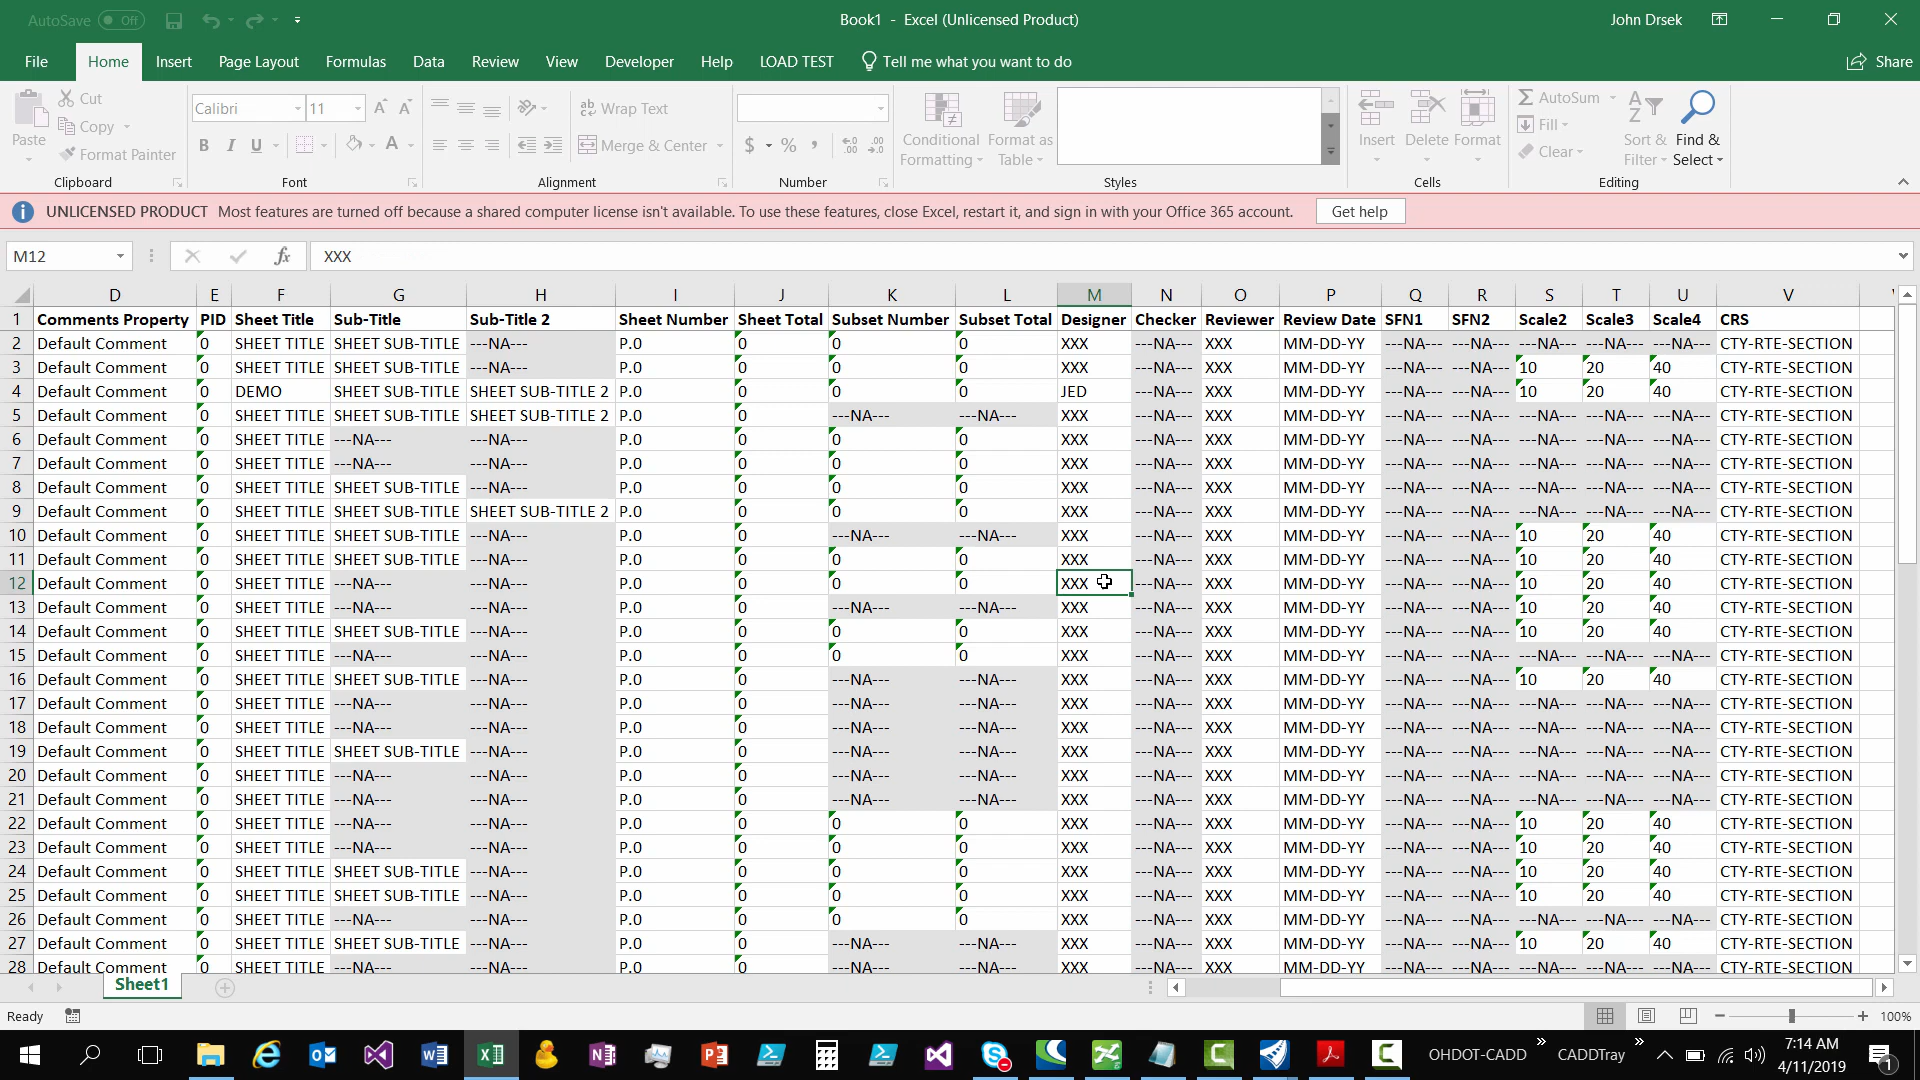 AutoSave Off Book1 - Excel (Unlicensed Product) John Drsek
File Home Insert Page Layout Formulas Data Review View Developer Help LOAD TEST Tell me what you want to do Share
Cut Calibri 11 Wrap Text AutoSum
Copy Fill
Paste Format Painter B I U Merge & Center $ % , Conditional Formatting Format as Table Insert Delete Format Clear Sort & Filter Find & Select
Clipboard Font Alignment Number Styles Cells Editing
UNLICENSED PRODUCT Most features are turned off because a shared computer license isn't available. To use these features, close Excel, restart it, and sign in with your Office 365 account. Get help
M12 fx XXX
D E F G H I J K L M N O P Q R S T U V
1 Comments Property PID Sheet Title Sub-Title Sub-Title 2 Sheet Number Sheet Total Subset Number Subset Total Designer Checker Reviewer Review Date SFN1 SFN2 Scale2 Scale3 Scale4 CRS
2 Default Comment 0 SHEET TITLE SHEET SUB-TITLE ---NA--- P.0 0 0 0 XXX ---NA--- XXX MM-DD-YY ---NA--- ---NA--- ---NA--- ---NA--- ---NA--- CTY-RTE-SECTION
3 Default Comment 0 SHEET TITLE SHEET SUB-TITLE ---NA--- P.0 0 0 0 XXX ---NA--- XXX MM-DD-YY ---NA--- ---NA--- 10 20 40 CTY-RTE-SECTION
4 Default Comment 0 DEMO SHEET SUB-TITLE SHEET SUB-TITLE 2 P.0 0 0 0 JED ---NA--- XXX MM-DD-YY ---NA--- ---NA--- 10 20 40 CTY-RTE-SECTION
5 Default Comment 0 SHEET TITLE SHEET SUB-TITLE SHEET SUB-TITLE 2 P.0 0 ---NA--- ---NA--- XXX ---NA--- XXX MM-DD-YY ---NA--- ---NA--- ---NA--- ---NA--- ---NA--- CTY-RTE-SECTION
6 Default Comment 0 SHEET TITLE ---NA--- ---NA--- P.0 0 0 0 XXX ---NA--- XXX MM-DD-YY ---NA--- ---NA--- ---NA--- ---NA--- ---NA--- CTY-RTE-SECTION
7 Default Comment 0 SHEET TITLE ---NA--- ---NA--- P.0 0 0 0 XXX ---NA--- XXX MM-DD-YY ---NA--- ---NA--- ---NA--- ---NA--- ---NA--- CTY-RTE-SECTION
8 Default Comment 0 SHEET TITLE SHEET SUB-TITLE ---NA--- P.0 0 0 0 XXX ---NA--- XXX MM-DD-YY ---NA--- ---NA--- ---NA--- ---NA--- ---NA--- CTY-RTE-SECTION
9 Default Comment 0 SHEET TITLE SHEET SUB-TITLE SHEET SUB-TITLE 2 P.0 0 0 0 XXX ---NA--- XXX MM-DD-YY ---NA--- ---NA--- ---NA--- ---NA--- ---NA--- CTY-RTE-SECTION
10 Default Comment 0 SHEET TITLE SHEET SUB-TITLE ---NA--- P.0 0 ---NA--- ---NA--- XXX ---NA--- XXX MM-DD-YY ---NA--- ---NA--- 10 20 40 CTY-RTE-SECTION
11 Default Comment 0 SHEET TITLE SHEET SUB-TITLE ---NA--- P.0 0 0 0 XXX ---NA--- XXX MM-DD-YY ---NA--- ---NA--- 10 20 40 CTY-RTE-SECTION
12 Default Comment 0 SHEET TITLE ---NA--- ---NA--- P.0 0 0 0 XXX ---NA--- XXX MM-DD-YY ---NA--- ---NA--- 10 20 40 CTY-RTE-SECTION
13 Default Comment 0 SHEET TITLE ---NA--- ---NA--- P.0 0 ---NA--- ---NA--- XXX ---NA--- XXX MM-DD-YY ---NA--- ---NA--- 10 20 40 CTY-RTE-SECTION
14 Default Comment 0 SHEET TITLE SHEET SUB-TITLE ---NA--- P.0 0 0 0 XXX ---NA--- XXX MM-DD-YY ---NA--- ---NA--- 10 20 40 CTY-RTE-SECTION
15 Default Comment 0 SHEET TITLE ---NA--- ---NA--- P.0 0 0 0 XXX ---NA--- XXX MM-DD-YY ---NA--- ---NA--- ---NA--- ---NA--- ---NA--- CTY-RTE-SECTION
16 Default Comment 0 SHEET TITLE SHEET SUB-TITLE ---NA--- P.0 0 ---NA--- ---NA--- XXX ---NA--- XXX MM-DD-YY ---NA--- ---NA--- 10 20 40 CTY-RTE-SECTION
17 Default Comment 0 SHEET TITLE ---NA--- ---NA--- P.0 0 ---NA--- ---NA--- XXX ---NA--- XXX MM-DD-YY ---NA--- ---NA--- ---NA--- ---NA--- ---NA--- CTY-RTE-SECTION
18 Default Comment 0 SHEET TITLE ---NA--- ---NA--- P.0 0 ---NA--- ---NA--- XXX ---NA--- XXX MM-DD-YY ---NA--- ---NA--- ---NA--- ---NA--- ---NA--- CTY-RTE-SECTION
19 Default Comment 0 SHEET TITLE SHEET SUB-TITLE ---NA--- P.0 0 ---NA--- ---NA--- XXX ---NA--- XXX MM-DD-YY ---NA--- ---NA--- ---NA--- ---NA--- ---NA--- CTY-RTE-SECTION
20 Default Comment 0 SHEET TITLE ---NA--- ---NA--- P.0 0 ---NA--- ---NA--- XXX ---NA--- XXX MM-DD-YY ---NA--- ---NA--- ---NA--- ---NA--- ---NA--- CTY-RTE-SECTION
21 Default Comment 0 SHEET TITLE ---NA--- ---NA--- P.0 0 ---NA--- ---NA--- XXX ---NA--- XXX MM-DD-YY ---NA--- ---NA--- ---NA--- ---NA--- ---NA--- CTY-RTE-SECTION
22 Default Comment 0 SHEET TITLE ---NA--- ---NA--- P.0 0 0 0 XXX ---NA--- XXX MM-DD-YY ---NA--- ---NA--- 10 20 40 CTY-RTE-SECTION
23 Default Comment 0 SHEET TITLE ---NA--- ---NA--- P.0 0 0 0 XXX ---NA--- XXX MM-DD-YY ---NA--- ---NA--- 10 20 40 CTY-RTE-SECTION
24 Default Comment 0 SHEET TITLE SHEET SUB-TITLE ---NA--- P.0 0 0 0 XXX ---NA--- XXX MM-DD-YY ---NA--- ---NA--- 10 20 40 CTY-RTE-SECTION
25 Default Comment 0 SHEET TITLE SHEET SUB-TITLE ---NA--- P.0 0 0 0 XXX ---NA--- XXX MM-DD-YY ---NA--- ---NA--- 10 20 40 CTY-RTE-SECTION
26 Default Comment 0 SHEET TITLE ---NA--- ---NA--- P.0 0 0 0 XXX ---NA--- XXX MM-DD-YY ---NA--- ---NA--- ---NA--- ---NA--- ---NA--- CTY-RTE-SECTION
27 Default Comment 0 SHEET TITLE SHEET SUB-TITLE ---NA--- P.0 0 ---NA--- ---NA--- XXX ---NA--- XXX MM-DD-YY ---NA--- ---NA--- 10 20 40 CTY-RTE-SECTION
28 Default Comment 0 SHEET TITLE ---NA--- ---NA--- P.0 0 ---NA--- ---NA--- XXX ---NA--- XXX MM-DD-YY ---NA--- ---NA--- ---NA--- ---NA--- ---NA--- CTY-RTE-SECTION
Sheet1
Ready 100%
OHDOT-CADD » CADDTray » 7:14 AM
4/11/2019 1